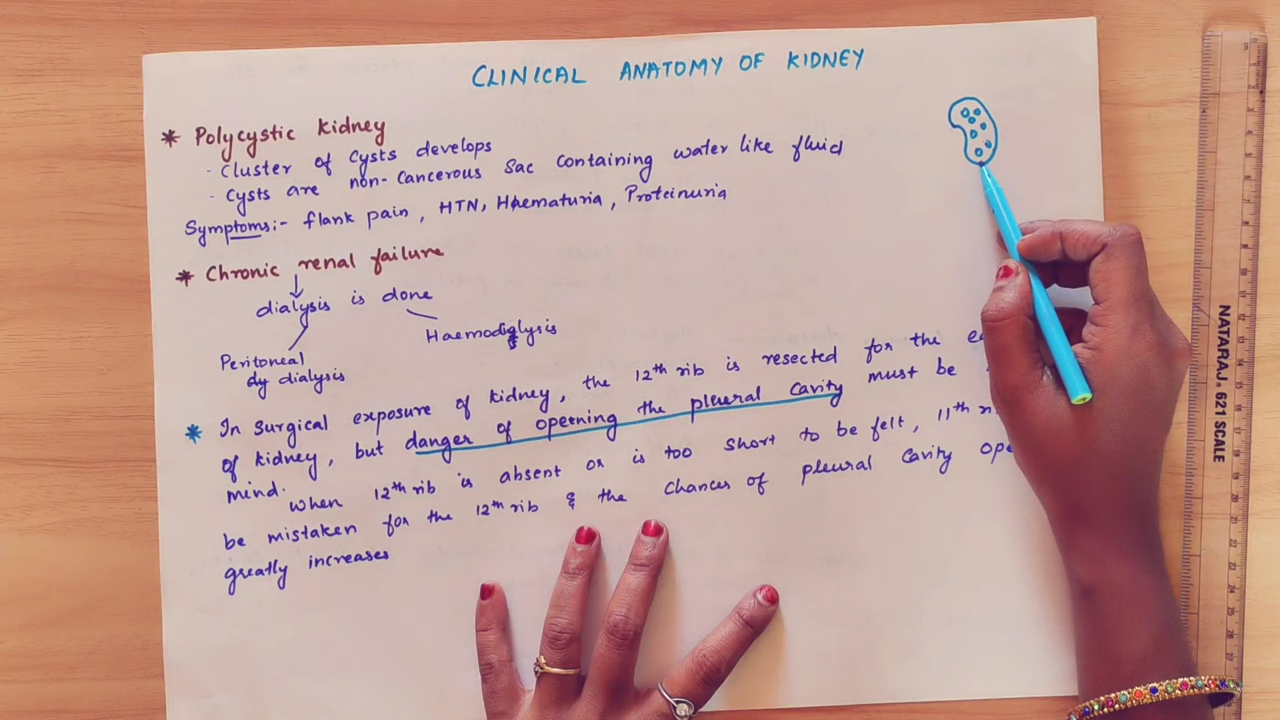 CLINICAL ANATOMY OF KIDNEY
* Polycystic kidney
- Cluster of Cysts develops
- Cysts are non-Cancerous Sac Containing water like fluid
Symptoms:- flank pain, HTN, Haematuria, Proteinuria
* Chronic renal failure
dialysis is done
Haemodialysis
Peritoneal
dialysis
* In surgical exposure of kidney, the 12th rib is resected for the
of kidney, but danger of opening the pleural cavity must be
mind. When 12th rib is absent or is too short to be felt, 11th
be mistaken for the 12th rib & the Chances of pleural Cavity
greatly increases
NATARAJ 621 SCALE